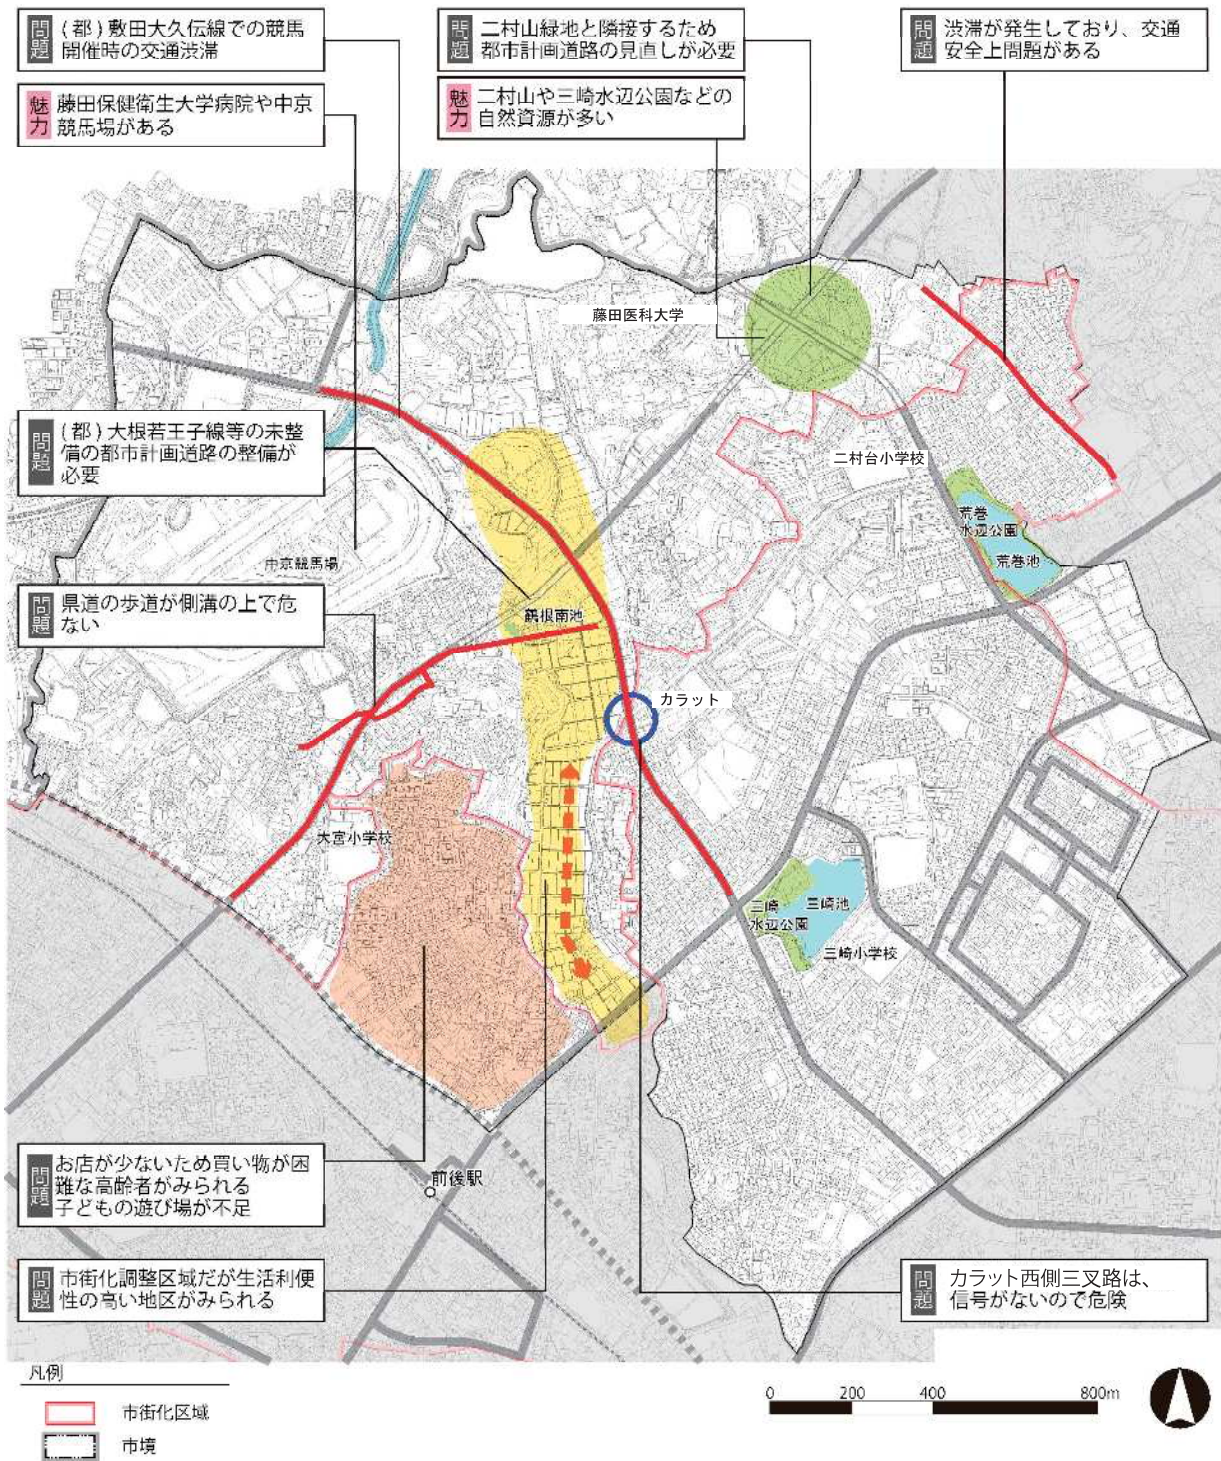 問題
(都)敷田大久伝線での競馬
開催時の交通渋滞
魅力
藤田保健衛生大学病院や中京
競馬場がある
問題
二村山緑地と隣接するため
都市計画道路の見直しが必要
魅力
二村山や三崎水辺公園などの
自然資源が多い
問題
渋滞が発生しており、交通
安全上問題がある
藤田医科大学
問題
(都)大根若王子線等の未整
備の都市計画道路の整備が
必要
二村台小学校
荒巻
水辺公園
荒巻池
中京競馬場
問題
県道の歩道が側溝の上で危
ない
鶴根南池
カラット
大宮小学校
三崎
水辺公園
三崎池
三崎小学校
問題
お店が少ないため買い物が困
難な高齢者がみられる
子どもの遊び場が不足
前後駅
問題
市街化調整区域だが生活利便
性の高い地区がみられる
問題
カラット西側三叉路は、
信号がないので危険
凡例
市街化区域
市境
0 200 400 800m